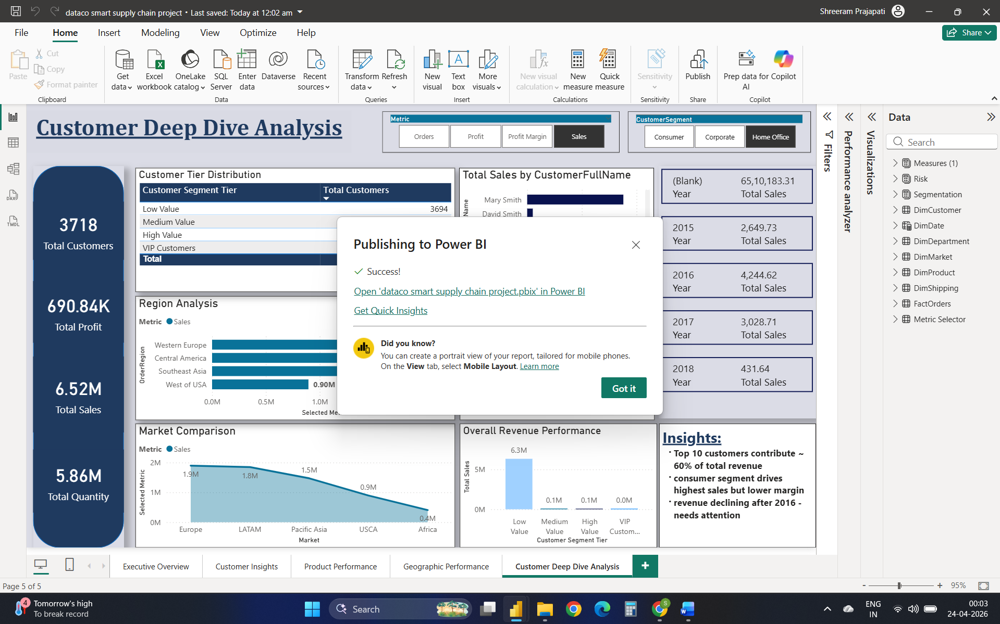 dataco smart supply chain project • Last saved: Today at 12:02 am
Shreeram Prajapati
File
Home
Insert
Modeling
View
Optimize
Help
Share
Paste
Cut
Copy
Format painter
Clipboard
Get data
Excel workbook
OneLake catalog
SQL Server
Enter data
Dataverse
Recent sources
Data
Transform data
Refresh
Queries
New visual
Text box
More visuals
Insert
New visual calculation
New measure
Quick measure
Calculations
Sensitivity
Sensitivity
Publish
Share
Prep data for AI
Copilot
Copilot
Customer Deep Dive Analysis
Metric
Orders
Profit
Profit Margin
Sales
CustomerSegment
Consumer
Corporate
Home Office
3718
Total Customers
690.84K
Total Profit
6.52M
Total Sales
5.86M
Total Quantity
Customer Tier Distribution
Customer Segment Tier
Total Customers
Low Value 3694
Medium Value
High Value
VIP Customers
Total
Total Sales by CustomerFullName
Name
Mary Smith
David Smith
(Blank) 65,10,183.31
Year Total Sales
2015 2,649.73
Year Total Sales
2016 4,244.62
Year Total Sales
2017 3,028.71
Year Total Sales
2018 431.64
Year Total Sales
Region Analysis
Metric Sales
OrderRegion
Western Europe
Central America
Southeast Asia
West of USA 0.90M
0.0M 0.5M 1.0M
Selected Me
Publishing to Power BI
Success!
Open 'dataco smart supply chain project.pbix' in Power BI
Get Quick Insights
Did you know?
You can create a portrait view of your report, tailored for mobile phones.
On the View tab, select Mobile Layout. Learn more
Got it
Market Comparison
Metric Sales
Selected Metric
2M
1M
0M
1.9M
1.8M
1.5M
0.9M
0.4M
Europe LATAM Pacific Asia USCA Africa
Market
Overall Revenue Performance
Total Sales
5M
0M
6.3M
0.1M
0.1M
0.0M
Low Value
Medium Value
High Value
VIP Custom...
Customer Segment Tier
Insights:
· Top 10 customers contribute ~
60% of total revenue
· consumer segment drives
highest sales but lower margin
· revenue declining after 2016 -
needs attention
Filters
Performance analyzer
Visualizations
Data
Search
Measures (1)
Risk
Segmentation
DimCustomer
DimDate
DimDepartment
DimMarket
DimProduct
DimShipping
FactOrders
Metric Selector
DAX
TMDL
Executive Overview
Customer Insights
Product Performance
Geographic Performance
Customer Deep Dive Analysis
+
Page 5 of 5
- + 95%
4
Tomorrow's high
To break record
Search
S
W
ENG
IN
00:03
24-04-2026